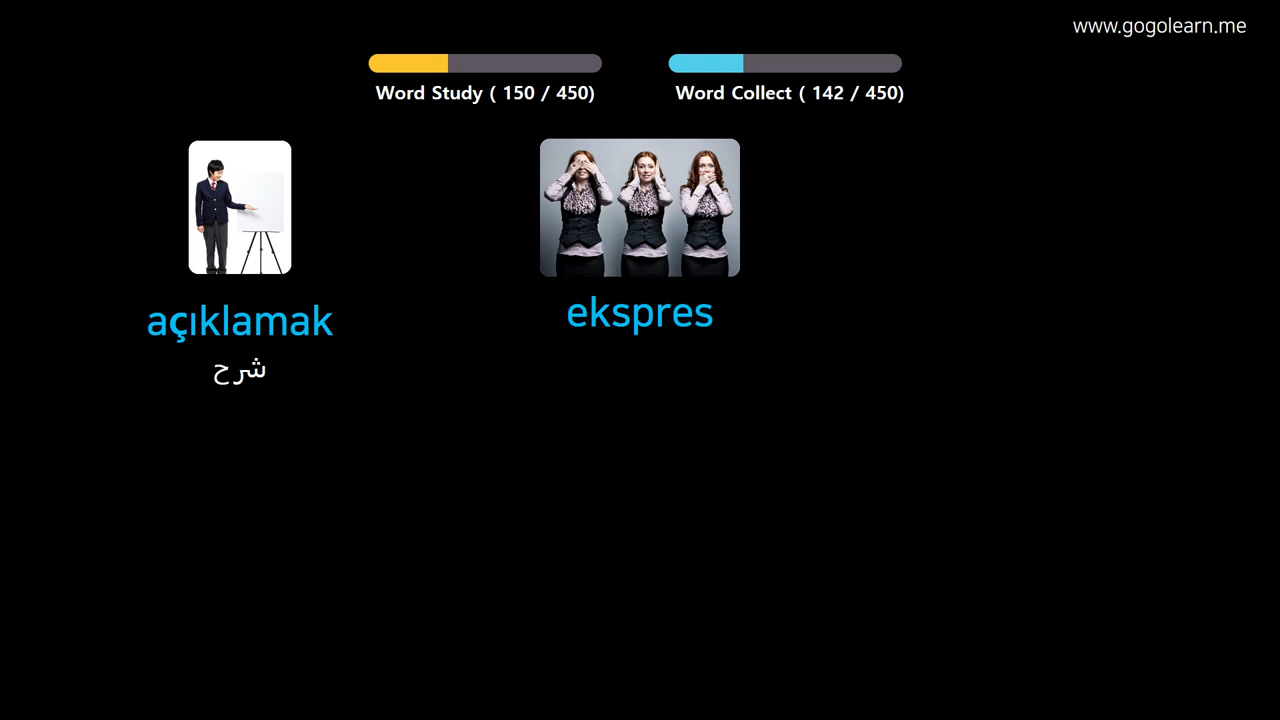 www.gogolearn.me
Word Study ( 150 / 450)
Word Collect ( 142 / 450)
açıklamak
شرح
ekspres